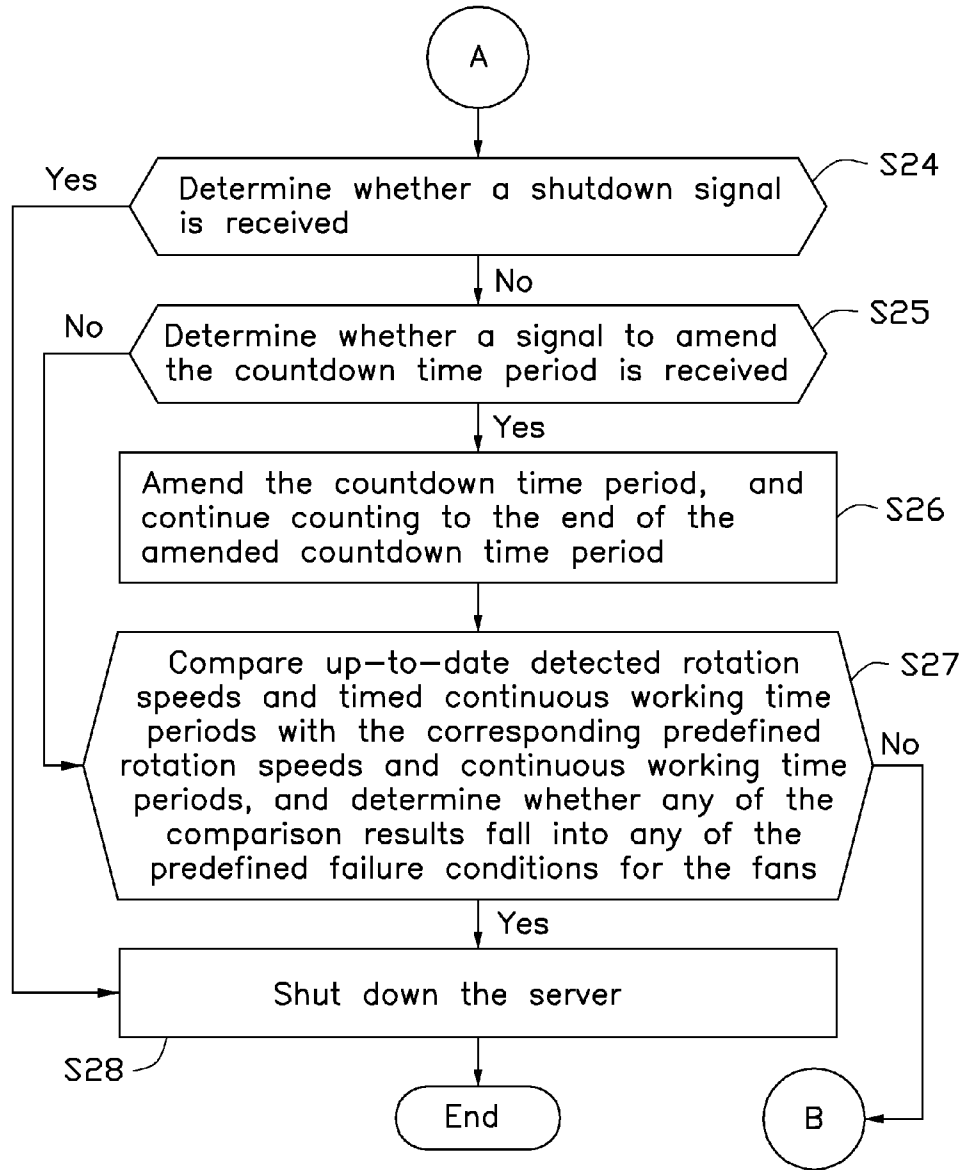 A
Yes
Determine whether a shutdown signal
is received
S24
No
No
Determine whether a signal to amend
the countdown time period is received
S25
Yes
Amend the countdown time period, and
continue counting to the end of the
amended countdown time period
S26
Compare up-to-date detected rotation
speeds and timed continuous working time
periods with the corresponding predefined
rotation speeds and continuous working time
periods, and determine whether any of the
comparison results fall into any of the
predefined failure conditions for the fans
S27
No
Yes
Shut down the server
S28
End
B